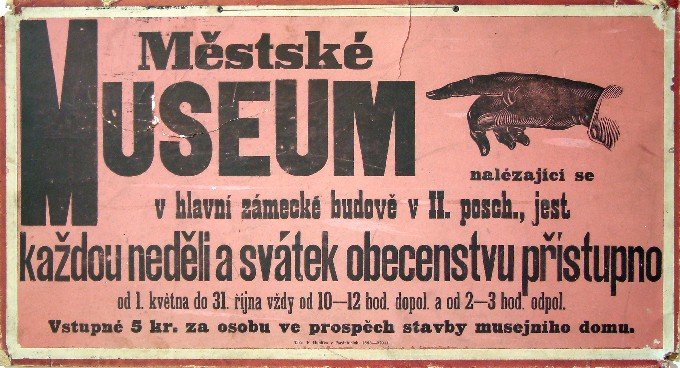 Městské
MUSEUM
nalézající se
v hlavní zámecké budově v II. posch., jest
každou neděli a svátek obecenstvu přístupno
od 1. května do 31. října vždy od 10—12 hod. dopol. a od 2—3 hod. odpol.
Vstupné 5 kr. za osobu ve prospěch stavby musejního domu.